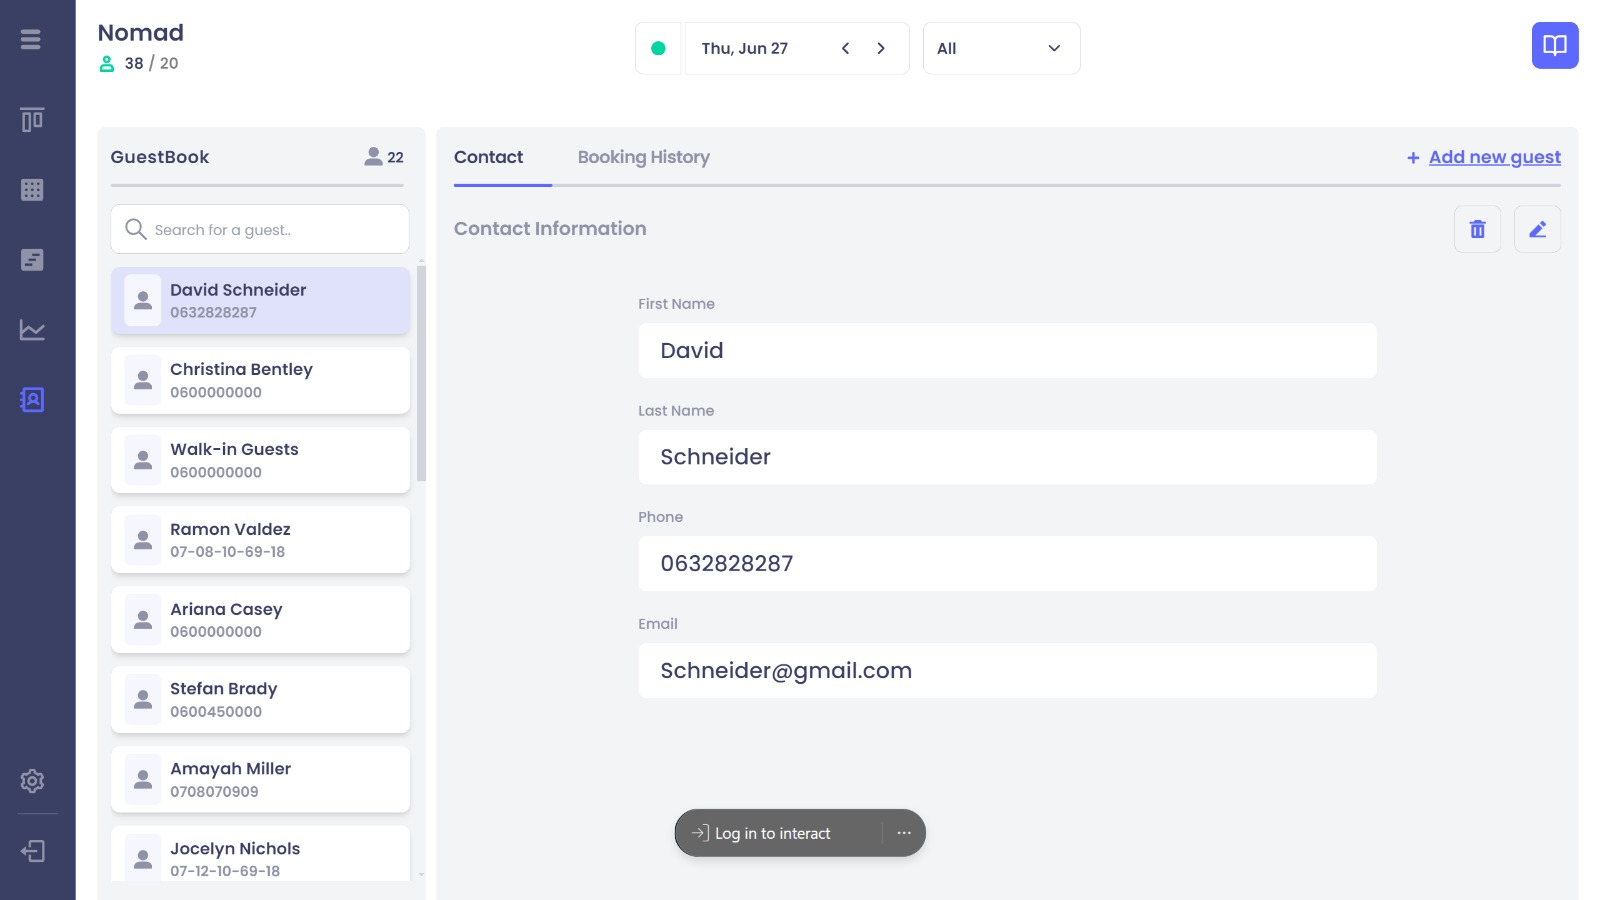 Nomad
38 / 20
Thu, Jun 27
All
GuestBook
22
Search for a guest..
David Schneider
0632828287
Christina Bentley
0600000000
Walk-in Guests
0600000000
Ramon Valdez
07-08-10-69-18
Ariana Casey
0600000000
Stefan Brady
0600450000
Amayah Miller
0708070909
Jocelyn Nichols
07-12-10-69-18
Contact
Booking History
+ Add new guest
Contact Information
First Name
David
Last Name
Schneider
Phone
0632828287
Email
Schneider@gmail.com
Log in to interact